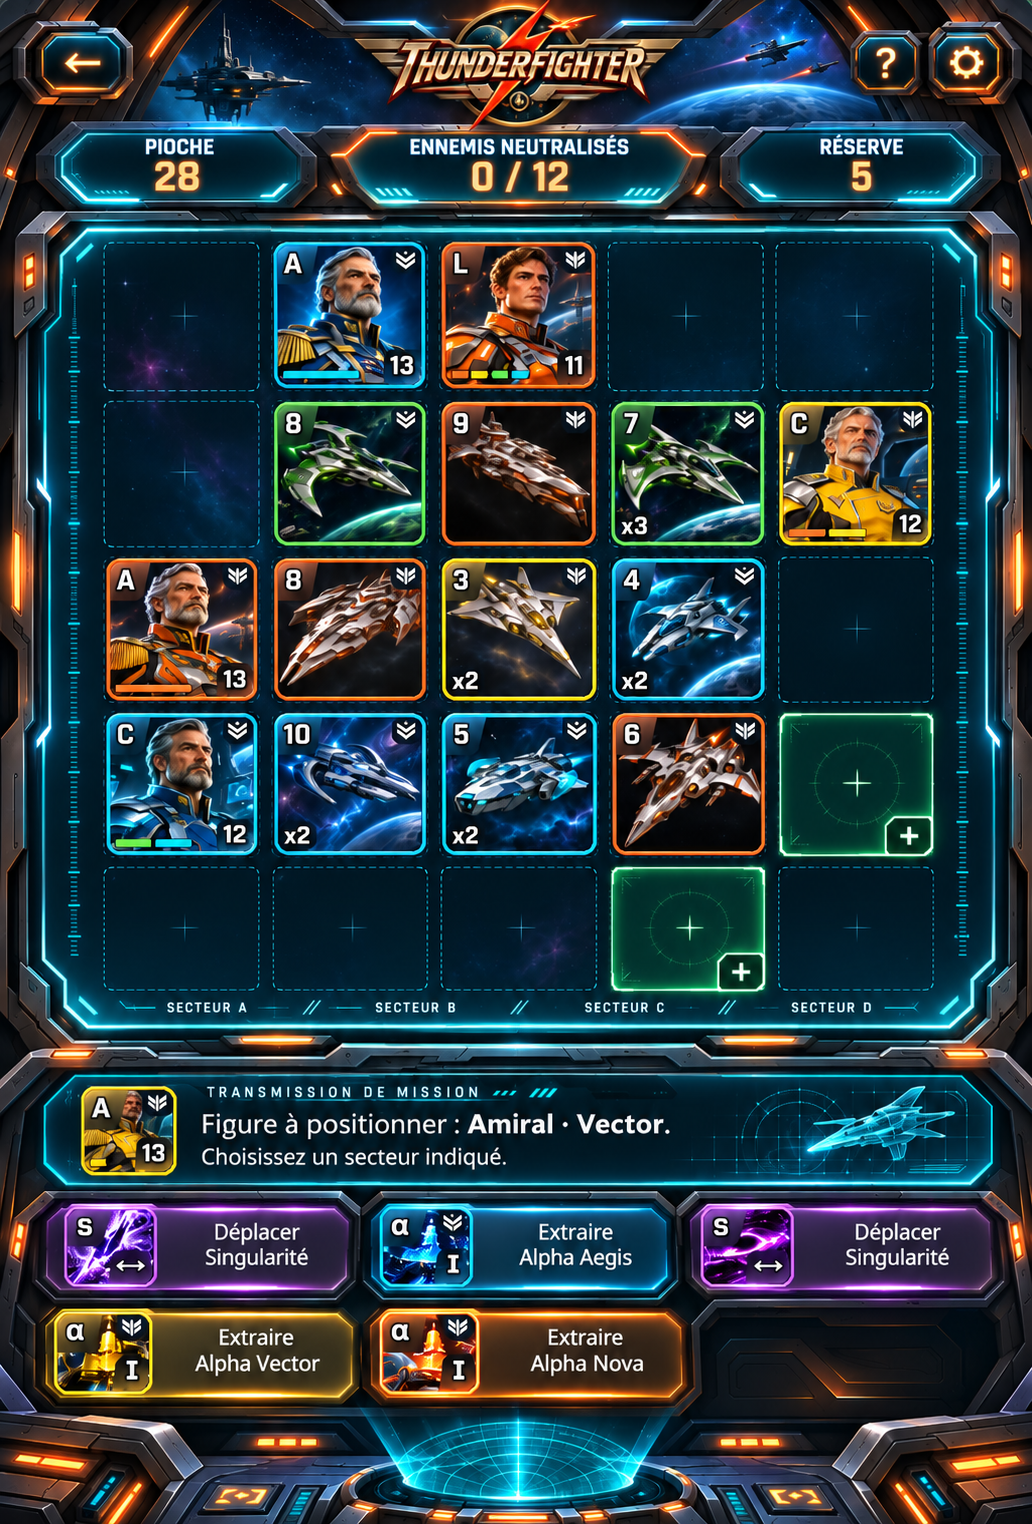 THUNDERFIGHTER
?
PIOCHE
28
ENNEMIS NEUTRALISÉS
0 / 12
RÉSERVE
5
A
13
L
11
8
9
7
x3
C
12
A
13
8
3
x2
4
x2
C
12
10
x2
5
x2
6
+
+
SECTEUR A // SECTEUR B // SECTEUR C // SECTEUR D
TRANSMISSION DE MISSION
A
13
Figure à positionner : Amiral · Vector.
Choisissez un secteur indiqué.
S
Déplacer
Singularité
α
I
Extraire
Alpha Aegis
S
Déplacer
Singularité
α
I
Extraire
Alpha Vector
α
I
Extraire
Alpha Nova